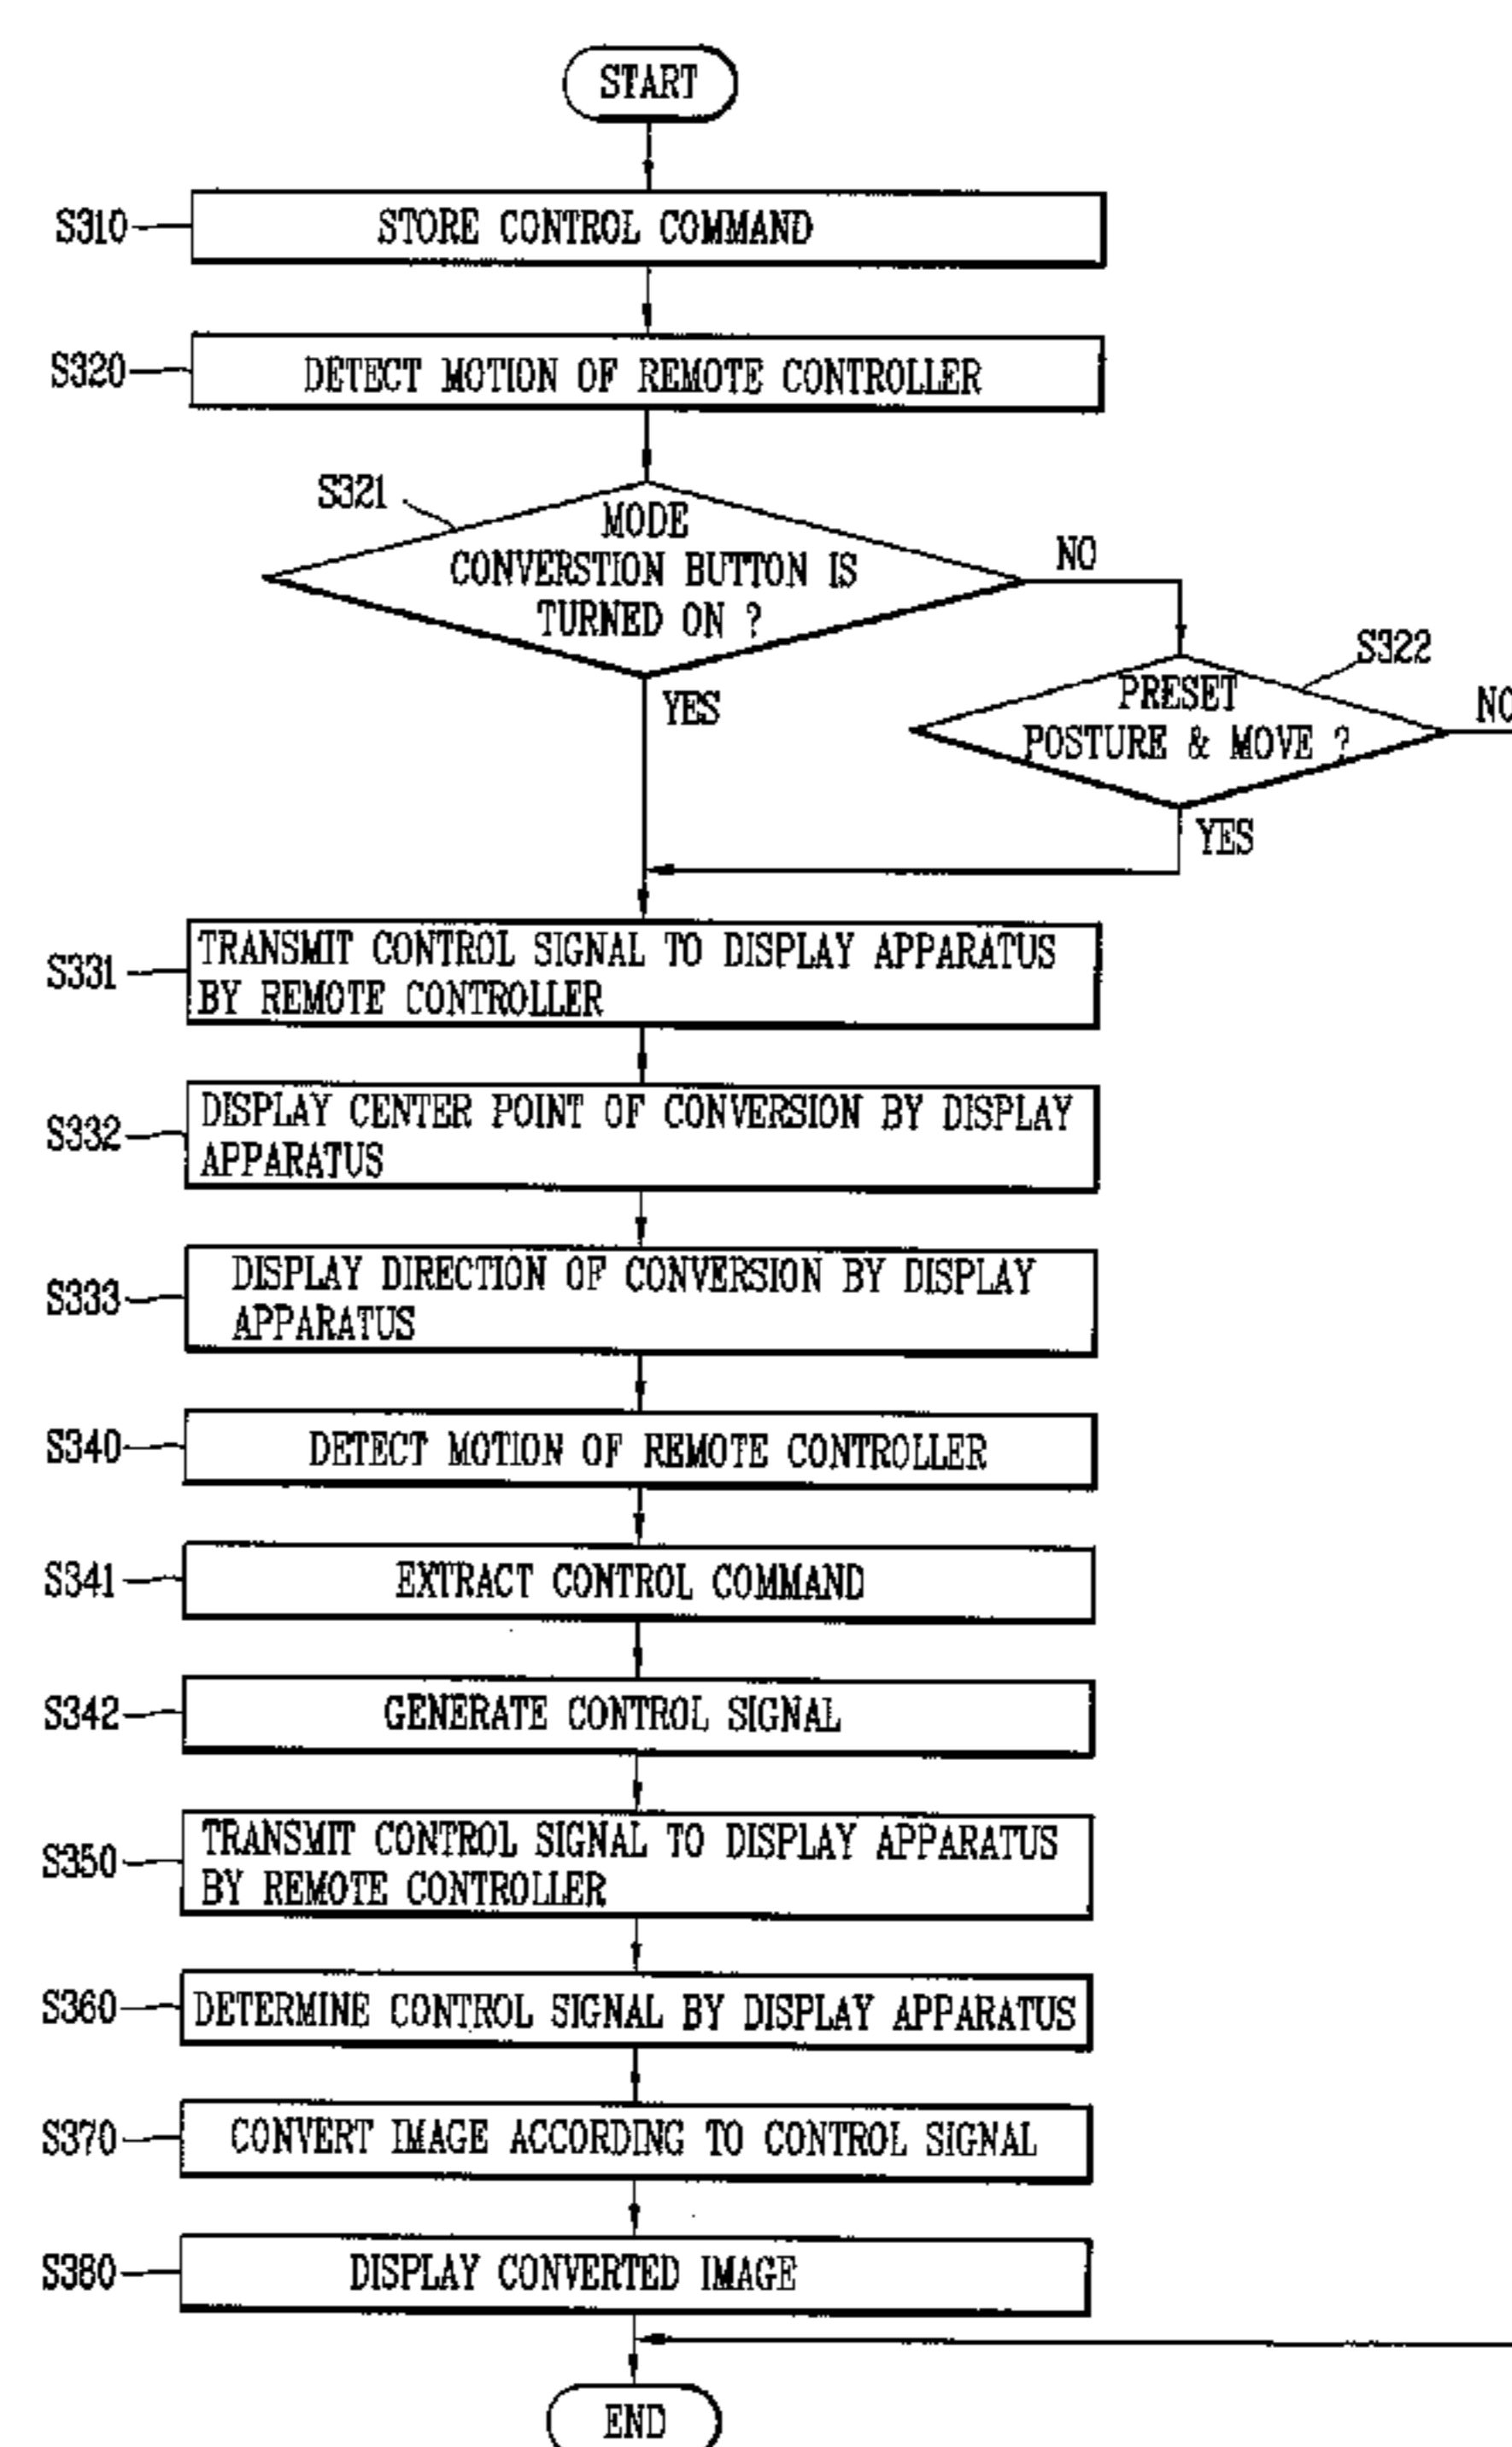 START
S310
STORE CONTROL COMMAND
S320
DETECT MOTION OF REMOTE CONTROLLER
S321
MODE
CONVERSTION BUTTON IS
TURNED ON ?
NO
YES
S322
PRESET
POSTURE & MOVE ?
NO
YES
S331
TRANSMIT CONTROL SIGNAL TO DISPLAY APPARATUS
BY REMOTE CONTROLLER
S332
DISPLAY CENTER POINT OF CONVERSION BY DISPLAY
APPARATUS
S333
DISPLAY DIRECTION OF CONVERSION BY DISPLAY
APPARATUS
S340
DETECT MOTION OF REMOTE CONTROLLER
S341
EXTRACT CONTROL COMMAND
S342
GENERATE CONTROL SIGNAL
S350
TRANSMIT CONTROL SIGNAL TO DISPLAY APPARATUS
BY REMOTE CONTROLLER
S360
DETERMINE CONTROL SIGNAL BY DISPLAY APPARATUS
S370
CONVERT IMAGE ACCORDING TO CONTROL SIGNAL
S380
DISPLAY CONVERTED IMAGE
END